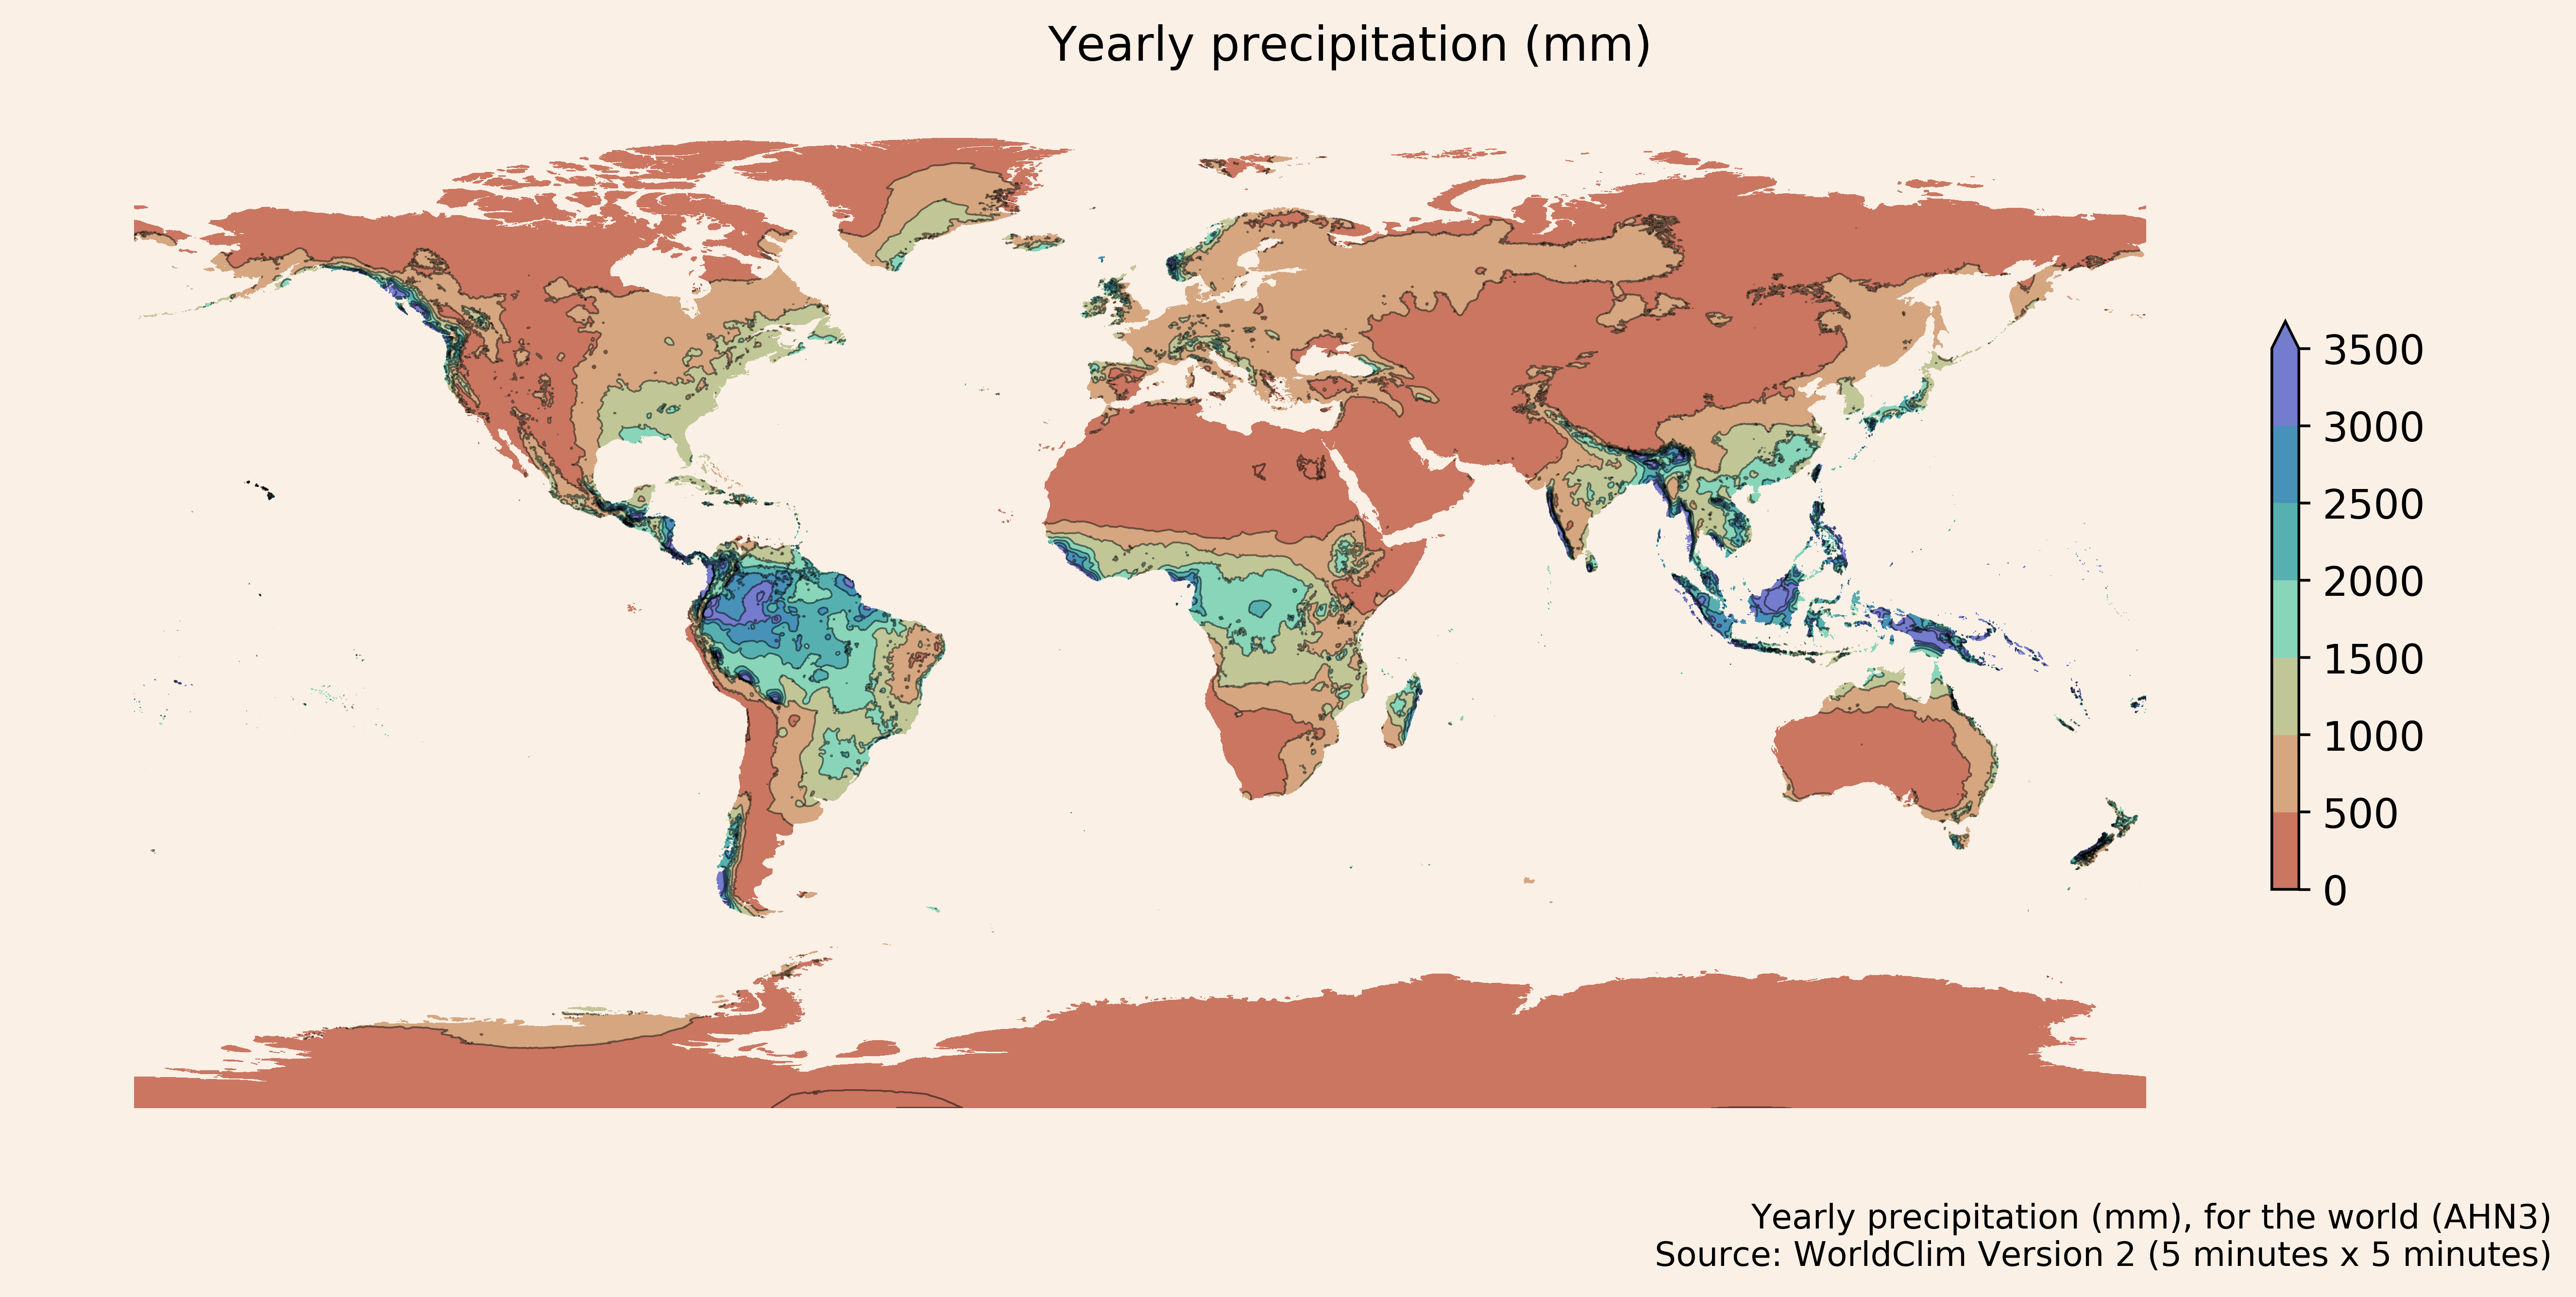 Yearly precipitation (mm)
3500
3000
2500
2000
1500
1000
500
0
Yearly precipitation (mm), for the world (AHN3)
Source: WorldClim Version 2 (5 minutes x 5 minutes)